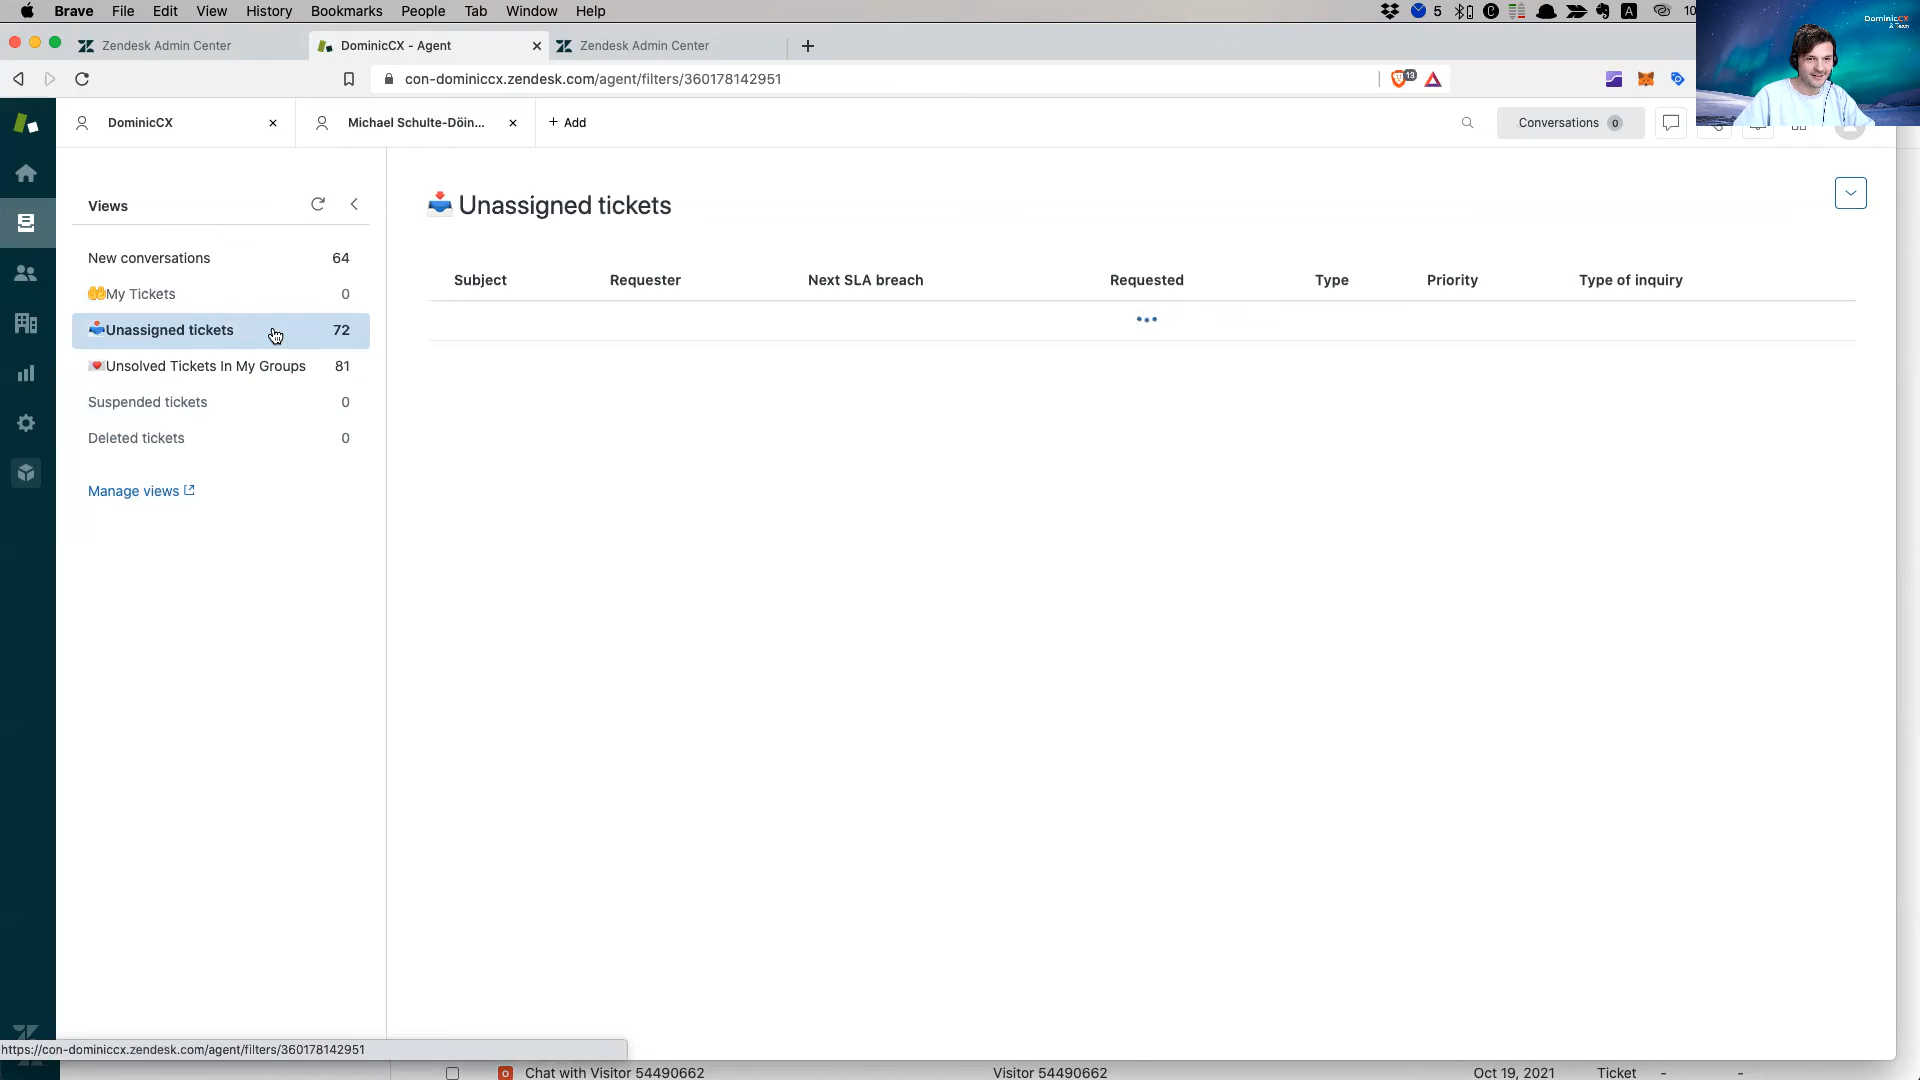 Brave File Edit View History Bookmarks People Tab Window Help
5
10
DominicCX
& Team
Zendesk Admin Center
DominicCX - Agent
Zendesk Admin Center
con-dominiccx.zendesk.com/agent/filters/360178142951
13
DominicCX
Michael Schulte-Döin...
+ Add
Conversations 0
Views
New conversations 64
My Tickets 0
Unassigned tickets 72
Unsolved Tickets In My Groups 81
Suspended tickets 0
Deleted tickets 0
Manage views
Unassigned tickets
Subject Requester Next SLA breach Requested Type Priority Type of inquiry
https://con-dominiccx.zendesk.com/agent/filters/360178142951
O Chat with Visitor 54490662 Visitor 54490662 Oct 19, 2021 Ticket - -